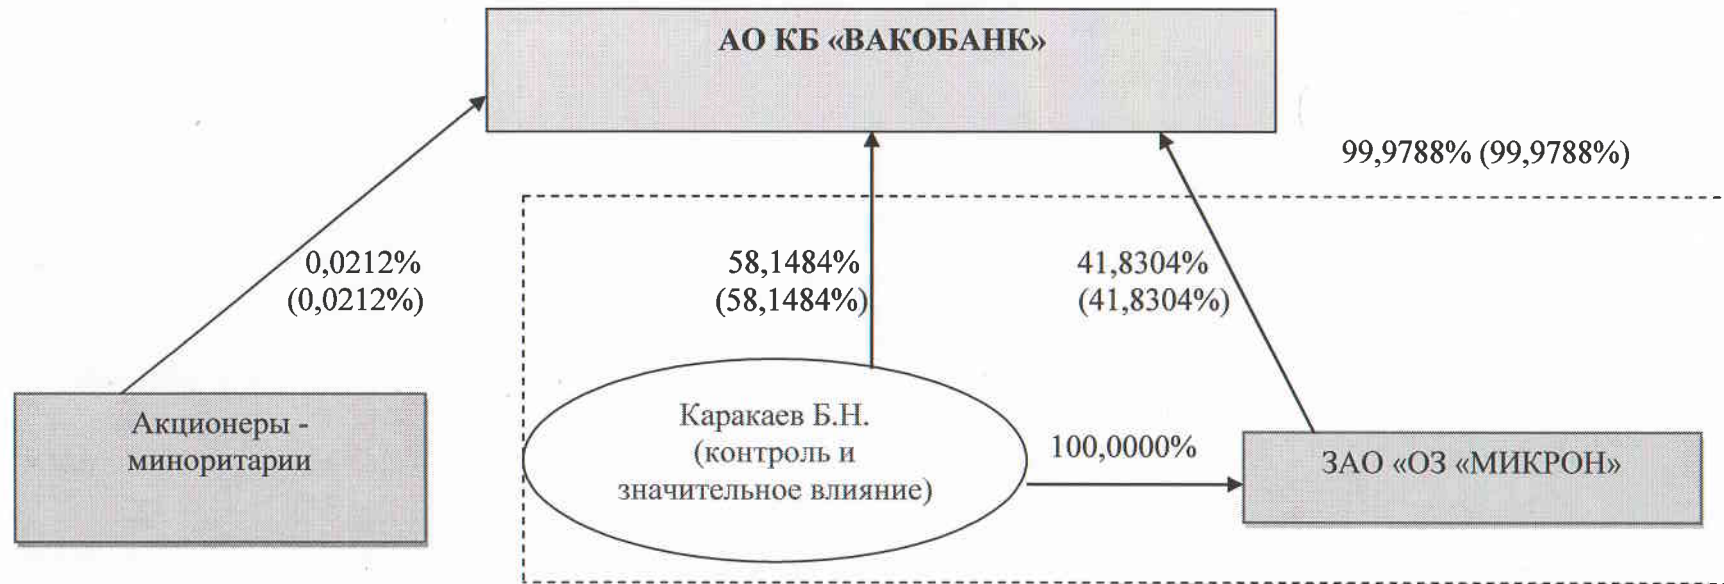 АО КБ «ВАКОБАНК»
99,9788% (99,9788%)
0,0212%
(0,0212%)
58,1484%
(58,1484%)
41,8304%
(41,8304%)
Акционеры -
миноритарии
Каракаев Б.Н.
(контроль и
значительное влияние)
100,0000%
ЗАО «ОЗ «МИКРОН»